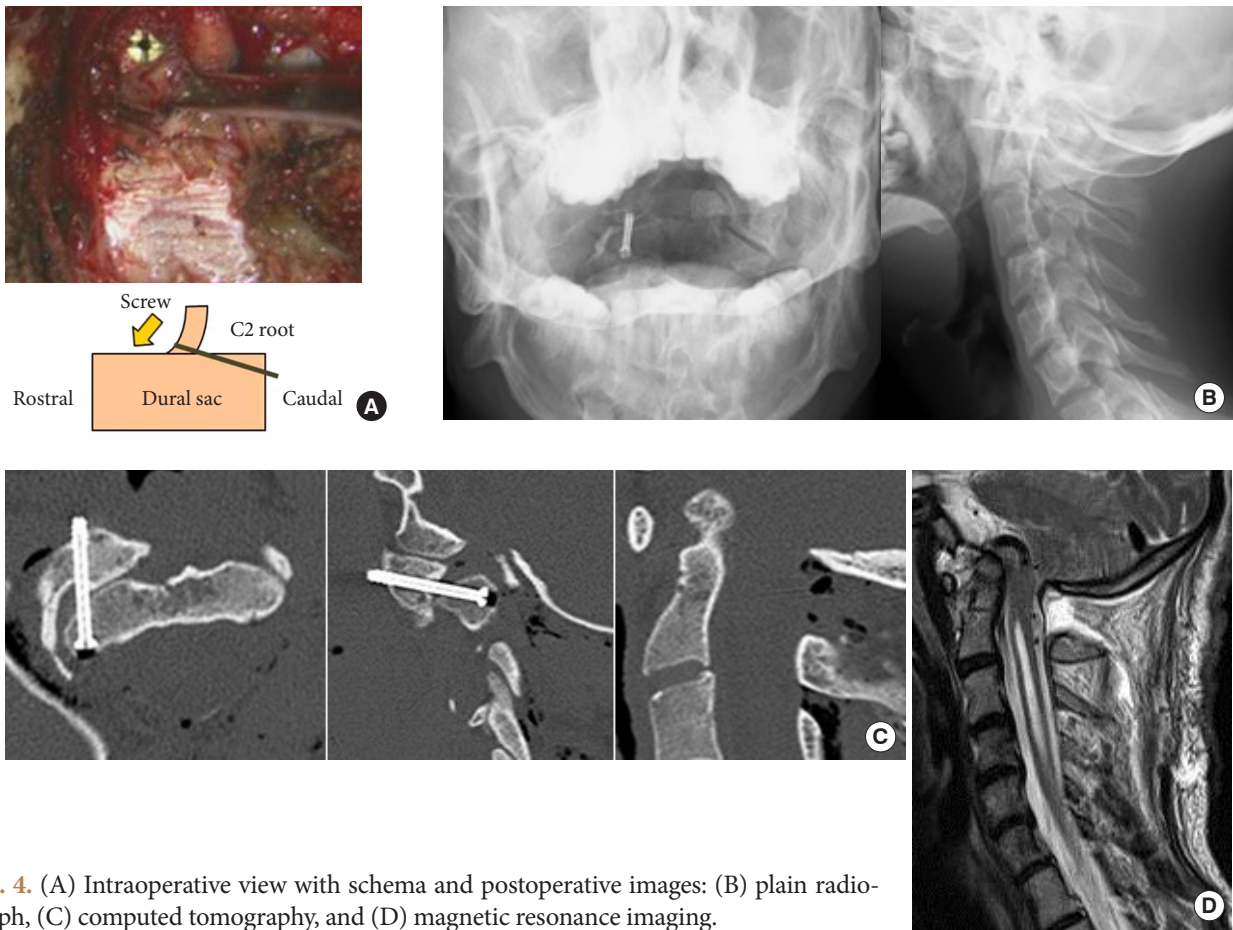 Screw
C2 root
Rostral
Dural sac
Caudal
A
B
C
D
. 4. (A) Intraoperative view with schema and postoperative images: (B) plain radio-
ph, (C) computed tomography, and (D) magnetic resonance imaging.